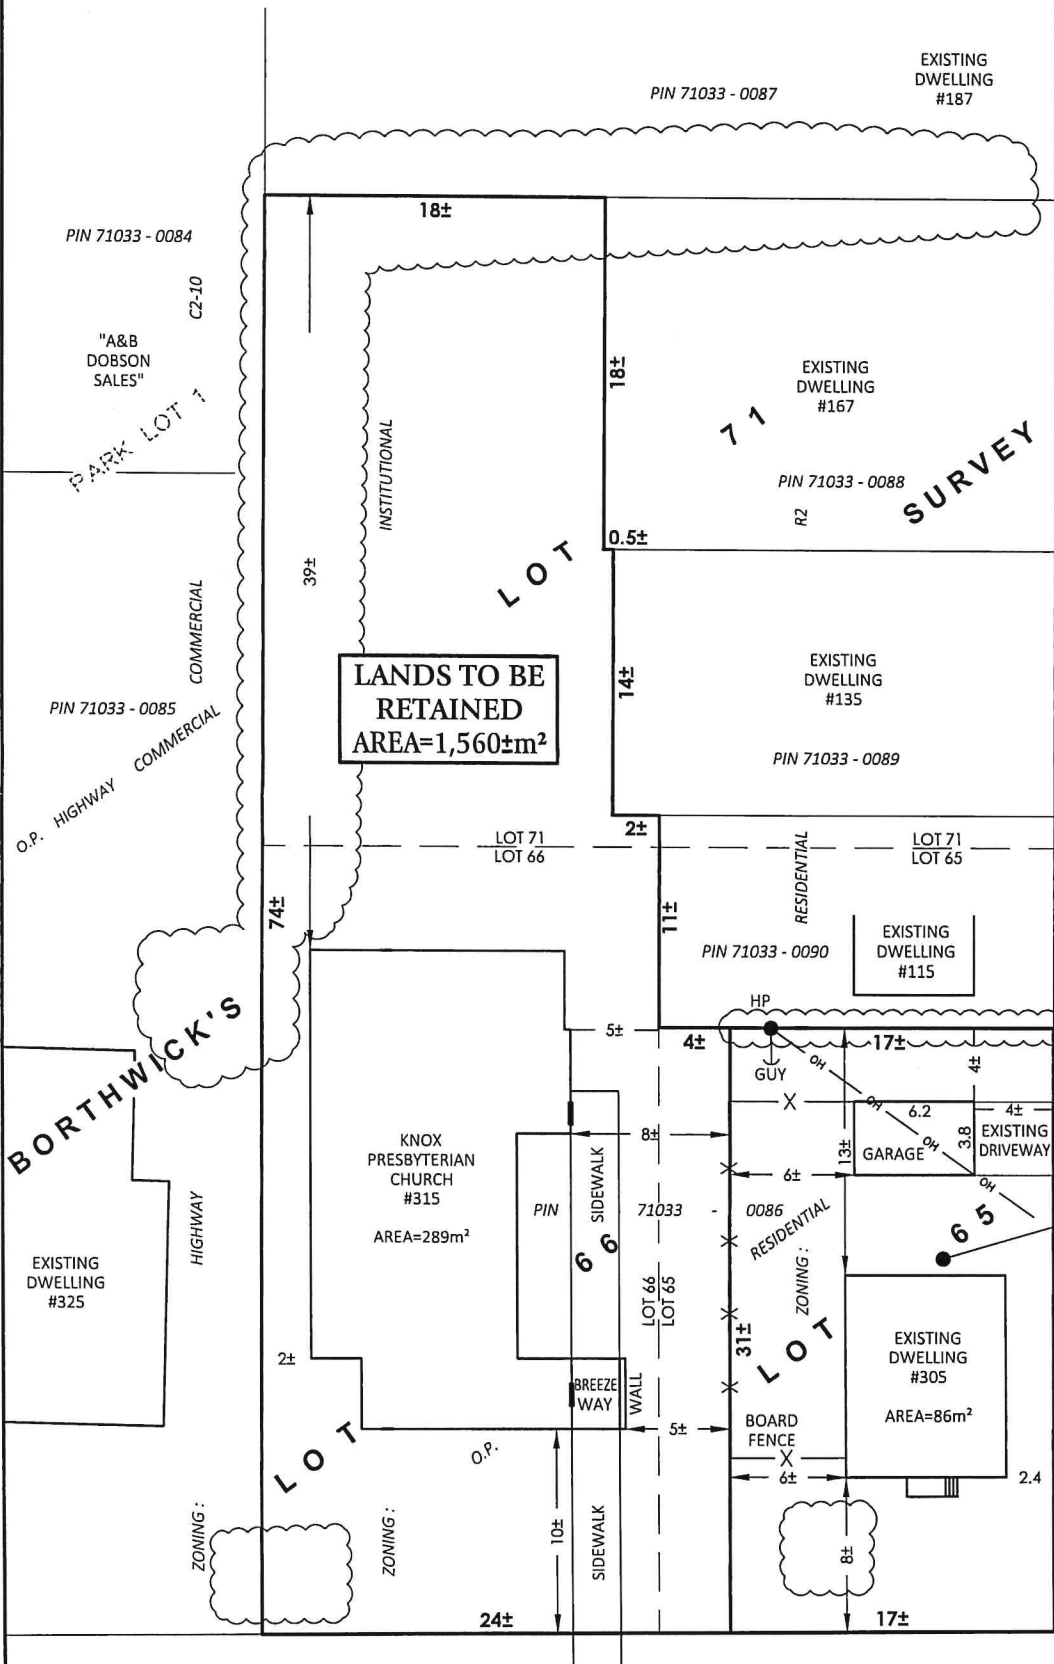 EXISTING
DWELLING
#187
PIN 71033 - 0087
18±
PIN 71033 - 0084
C2-10
"A&B
DOBSON
SALES"
PARK LOT 1
18±
EXISTING
DWELLING
#167
7 1
SURVEY
PIN 71033 - 0088
R2
INSTITUTIONAL
0.5±
LOT
39±
COMMERCIAL
LANDS TO BE
RETAINED
AREA=1,560±m²
14±
EXISTING
DWELLING
#135
PIN 71033 - 0085
O.P. HIGHWAY COMMERCIAL
PIN 71033 - 0089
2±
LOT 71
LOT 66
LOT 71
LOT 65
RESIDENTIAL
74±
11±
EXISTING
DWELLING
#115
PIN 71033 - 0090
HP
BORTHWICK'S
5±
4±
17±
GUY
4±
OH
X
OH
6.2
4±
KNOX
PRESBYTERIAN
CHURCH
#315
AREA=289m²
8±
13±
GARAGE
OH
3.8
EXISTING
DRIVEWAY
6±
OH
SIDEWALK
PIN 71033 - 0086
RESIDENTIAL
6 5
6 6
HIGHWAY
EXISTING
DWELLING
#325
ZONING :
LOT 66
LOT 65
31±
LOT
EXISTING
DWELLING
#305
AREA=86m²
2±
BREEZE
WAY
WALL
5±
BOARD
FENCE
X
6±
2.4
LOT
O.P.
ZONING :
ZONING :
10±
SIDEWALK
8±
24±
17±